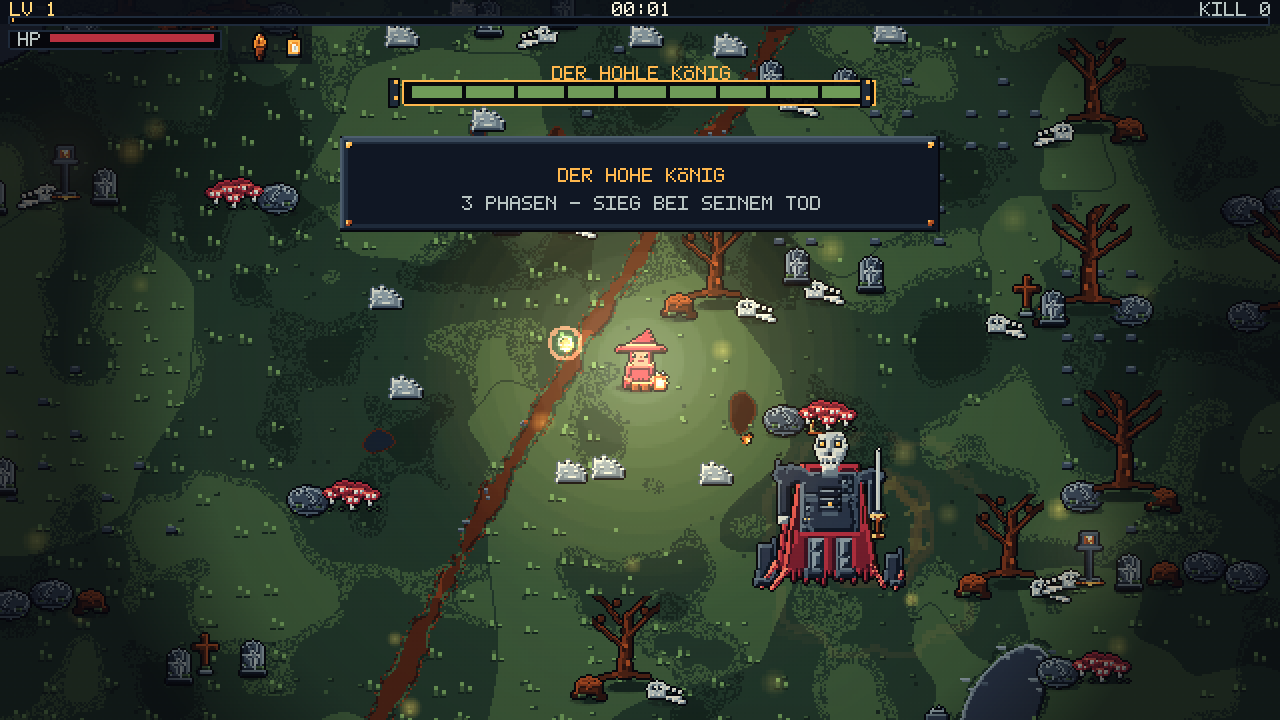 LV 1
00:01
KILL 0
HP
DER HOHLE KöNIG
DER HOHE KöNIG
3 PHASEN – SIEG BEI SEINEM TOD